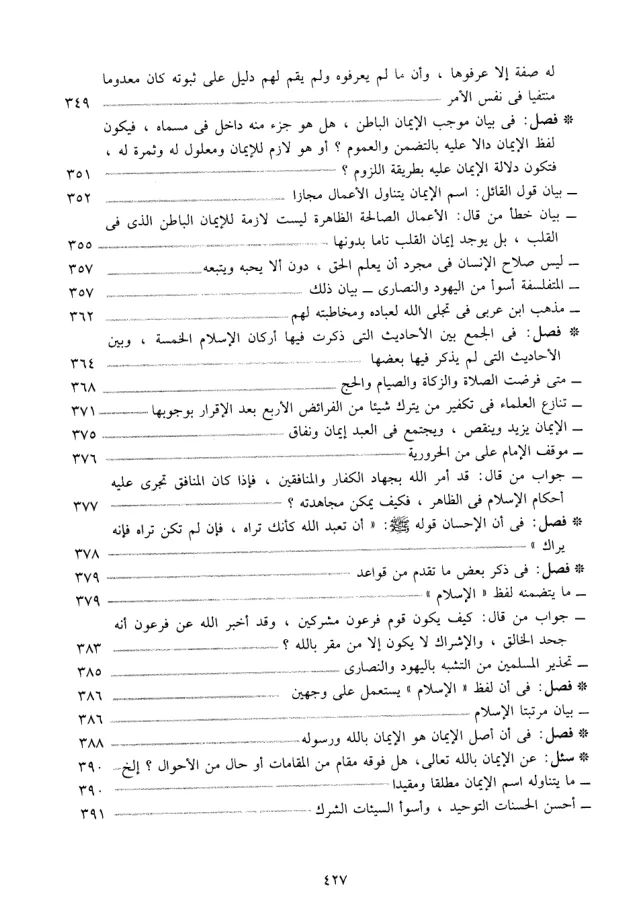 له صفة إلا عرفوها ، وأن ما لم يعرفوه ولم يقم لهم دليل على ثبوته كان معدوما
منتفيا فى نفس الأمر ٣٤٩
* فصل: فى بيان موجب الإيمان الباطن ، هل هو جزء منه داخل فى مسماه ، فيكون
لفظ الإيمان دالا عليه بالتضمن والعموم ؟ أو هو لازم للإيمان ومعلول له وثمرة له ،
فتكون دلالة الإيمان عليه بطريقة اللزوم ؟ ٣٥١
ـ بيان قول القائل: اسم الإيمان يتناول الأعمال مجازا ٣٥٢
ـ بيان خطأ من قال: الأعمال الصالحة الظاهرة ليست لازمة للإيمان الباطن الذى فى
القلب ، بل يوجد إيمان القلب تاما بدونها ٣٥٥
ـ ليس صلاح الإنسان فى مجرد أن يعلم الحق ، دون ألا يحبه ويتبعه ٣٥٧
ـ المتفلسفة أسوأ من اليهود والنصارى ــ بيان ذلك ٣٥٧
ـ مذهب ابن عربى فى تجلى الله لعباده ومخاطبته لهم ٣٦٢
* فصل: فى الجمع بين الأحاديث التى ذكرت فيها أركان الإسلام الخمسة ، وبين
الأحاديث التى لم يذكر فيها بعضها ٣٦٤
ـ متى فرضت الصلاة والزكاة والصيام والحج ٣٦٨
ـ تنازع العلماء فى تكفير من يترك شيئا من الفرائض الأربع بعد الإقرار بوجوبها ٣٧١
ـ الإيمان يزيد وينقص ، ويجتمع فى العبد إيمان ونفاق ٣٧٥
ـ موقف الإمام على من الحرورية ٣٧٦
ـ جواب من قال: قد أمر الله بجهاد الكفار والمنافقين ، فإذا كان المنافق تجرى عليه
أحكام الإسلام فى الظاهر ، فكيف يمكن مجاهدته ؟ ٣٧٧
* فصل: فى أن الإحسان قوله ﷺ: « أن تعبد الله كأنك تراه ، فإن لم تكن تراه فإنه
يراك » ٣٧٨
* فصل: فى ذكر بعض ما تقدم من قواعد ٣٧٩
ـ ما يتضمنه لفظ « الإسلام » ٣٧٩
ـ جواب من قال: كيف يكون قوم فرعون مشركين ، وقد أخبر الله عن فرعون أنه
جحد الخالق ، والإشراك لا يكون إلا من مقر بالله ؟ ٣٨٣
ـ تحذير المسلمين من التشبه باليهود والنصارى ٣٨٥
* فصل: فى أن لفظ « الإسلام » يستعمل على وجهين ٣٨٦
ـ بيان مرتبتا الإسلام ٣٨٦
* فصل: فى أن أصل الإيمان هو الإيمان بالله ورسوله ٣٨٨
* سئل: عن الإيمان بالله تعالى، هل فوقه مقام من المقامات أو حال من الأحوال ؟ إلخ ٣٩٠
ـ ما يتناوله اسم الإيمان مطلقا ومقيدا ٣٩٠
ـ أحسن الحسنات التوحيد ، وأسوأ السيئات الشرك ٣٩١
٤٢٧